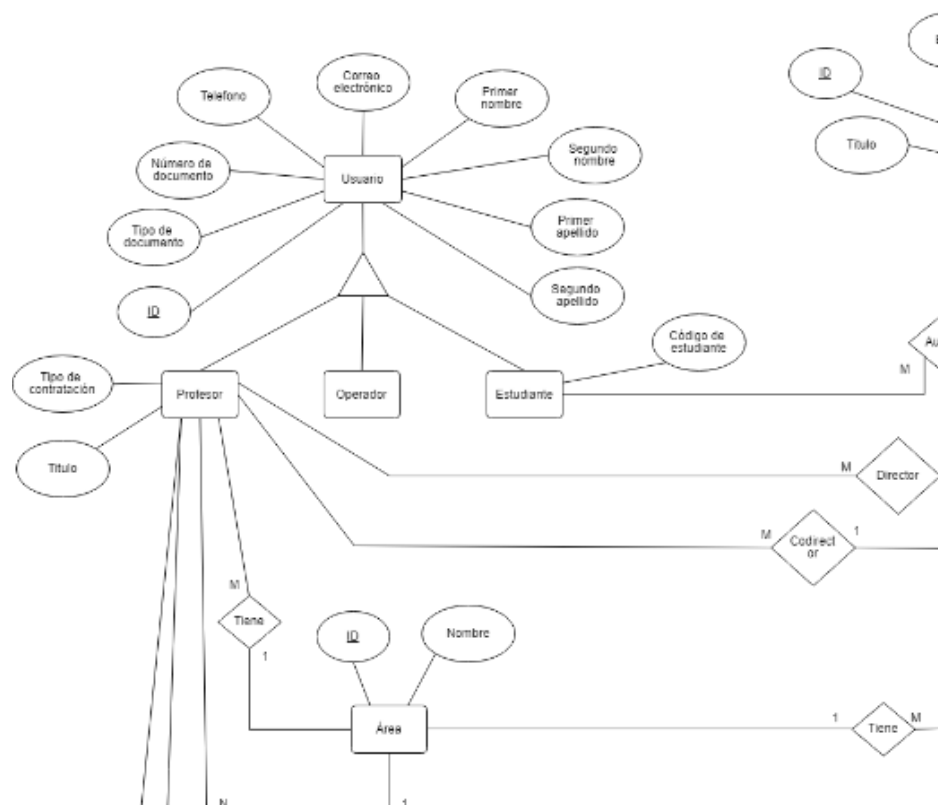 Correo
electrónico
Telefono
Primer
nombre
ID
Título
Número de
documento
Usuario
Segundo
nombre
Tipo de
documento
Primer
apellido
Segundo
apellido
ID
Código de
estudiante
M
Tipo de
contratación
Profesor
Operador
Estudiante
Titulo
M
Director
M
Codirect
or
1
M
Tiene
1
ID
Nombre
Área
1
Tiene
M
N
1